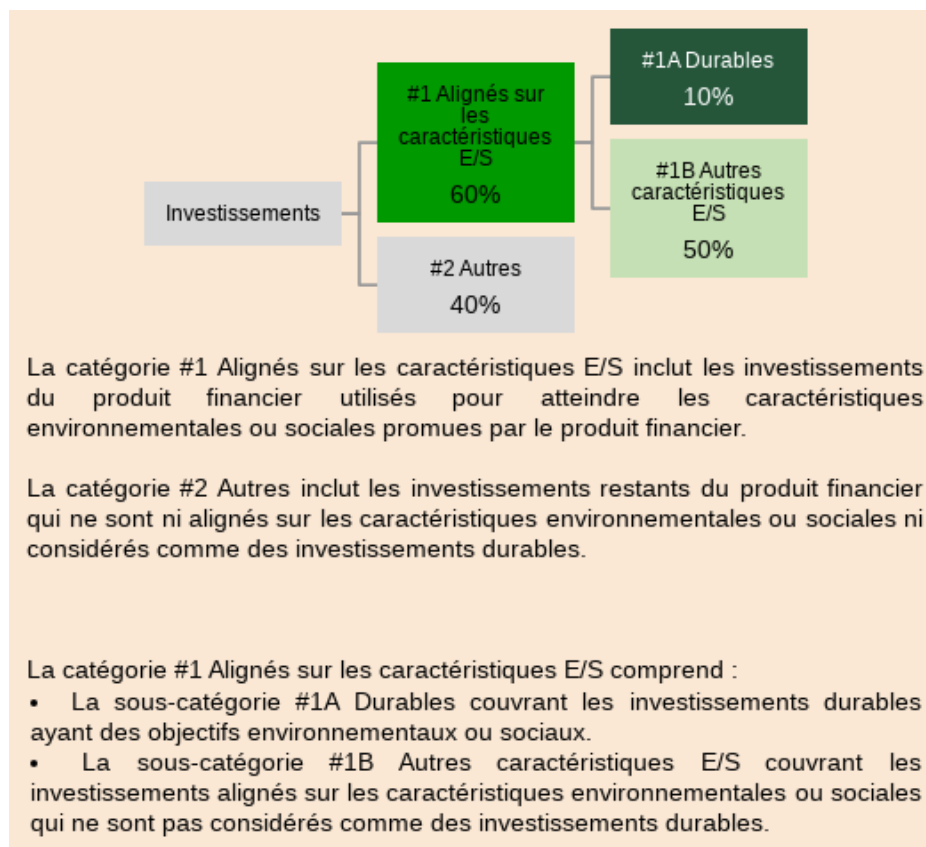 #1A Durables
10%
#1 Alignés sur
les
caractéristiques
E/S
60%
#1B Autres
caractéristiques
E/S
50%
Investissements
#2 Autres
40%
La catégorie #1 Alignés sur les caractéristiques E/S inclut les investissements
du produit financier utilisés pour atteindre les caractéristiques
environnementales ou sociales promues par le produit financier.
La catégorie #2 Autres inclut les investissements restants du produit financier
qui ne sont ni alignés sur les caractéristiques environnementales ou sociales ni
considérés comme des investissements durables.
La catégorie #1 Alignés sur les caractéristiques E/S comprend :
• La sous-catégorie #1A Durables couvrant les investissements durables
ayant des objectifs environnementaux ou sociaux.
• La sous-catégorie #1B Autres caractéristiques E/S couvrant les
investissements alignés sur les caractéristiques environnementales ou sociales
qui ne sont pas considérés comme des investissements durables.